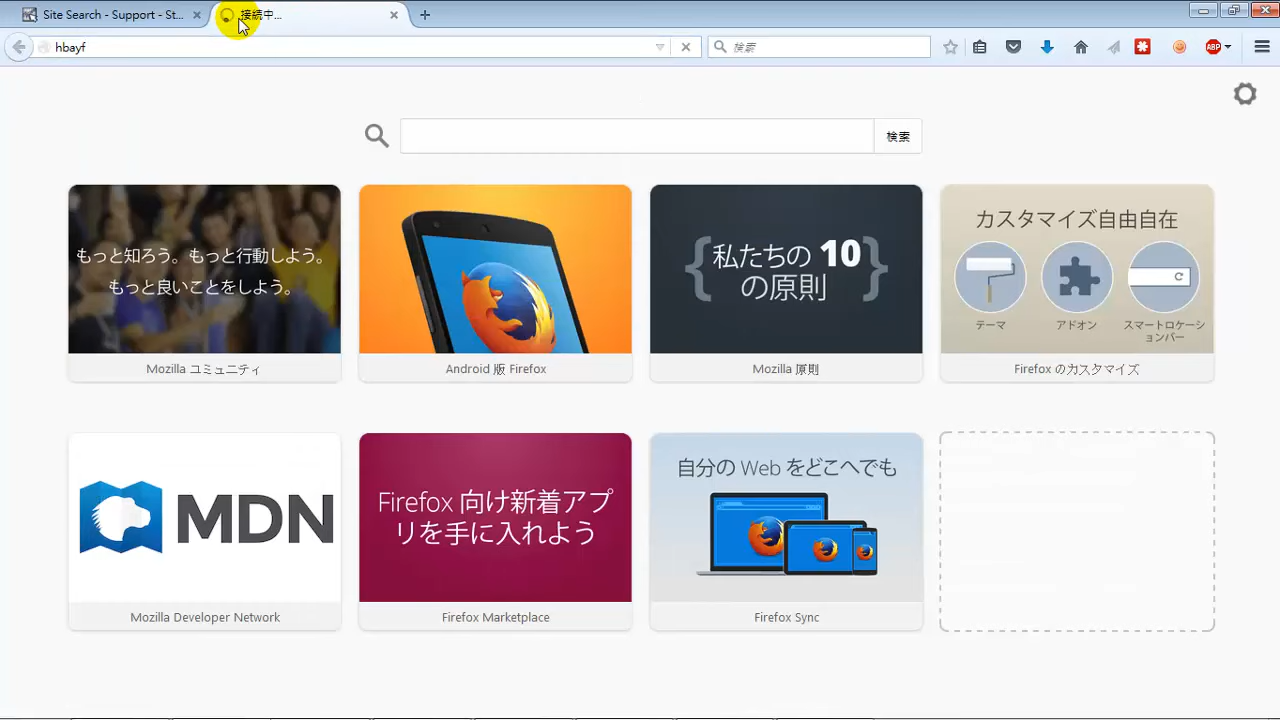 Site Search - Support - St...
接続中...
hbayf
検索
ABP
検索
もっと知ろう。もっと行動しよう。
もっと良いことをしよう。
Mozilla コミュニティ
Android 版 Firefox
{私たちの 10
の原則}
Mozilla 原則
カスタマイズ自由自在
テーマ
アドオン
スマートロケーションバー
Firefox のカスタマイズ
MDN
Mozilla Developer Network
Firefox 向け新着アプ
リを手に入れよう
Firefox Marketplace
自分の Web をどこへでも
Firefox Sync